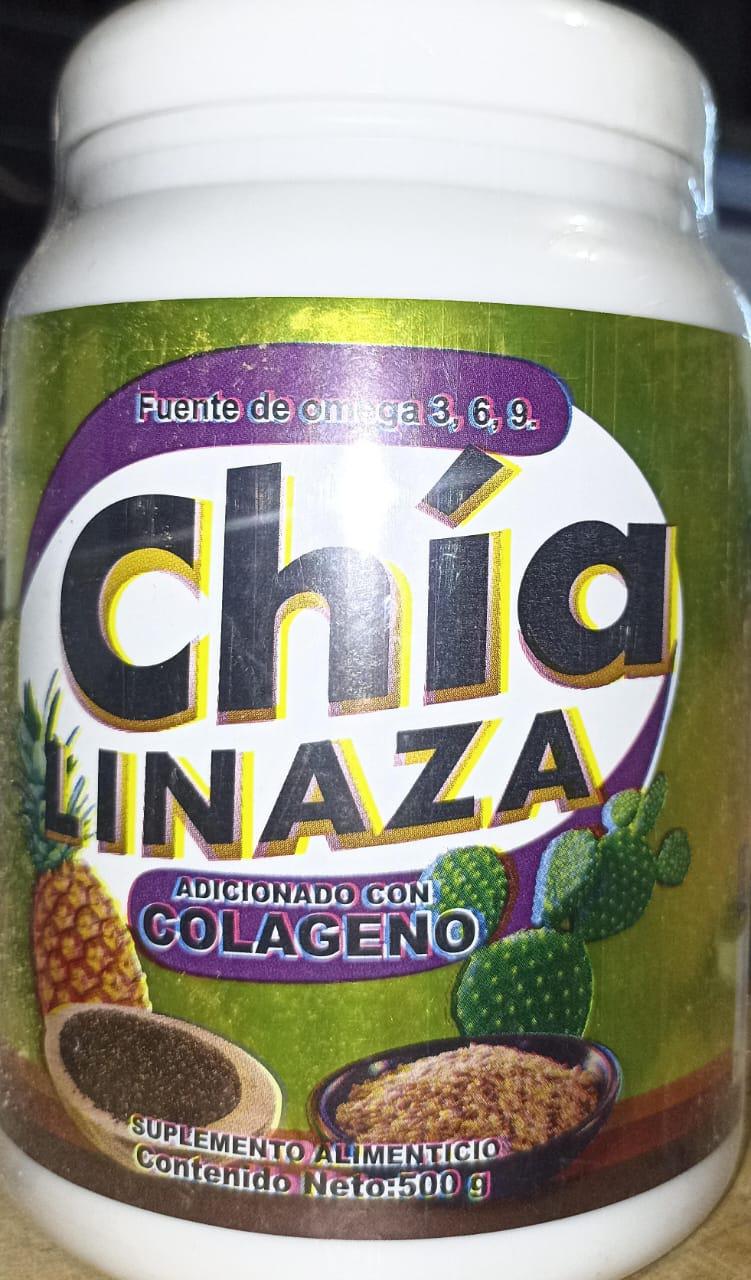 Fuente de omega 3, 6, 9.
Chía
LINAZA
ADICIONADO CON
COLAGENO
SUPLEMENTO ALIMENTICIO
Contenido Neto:500 g